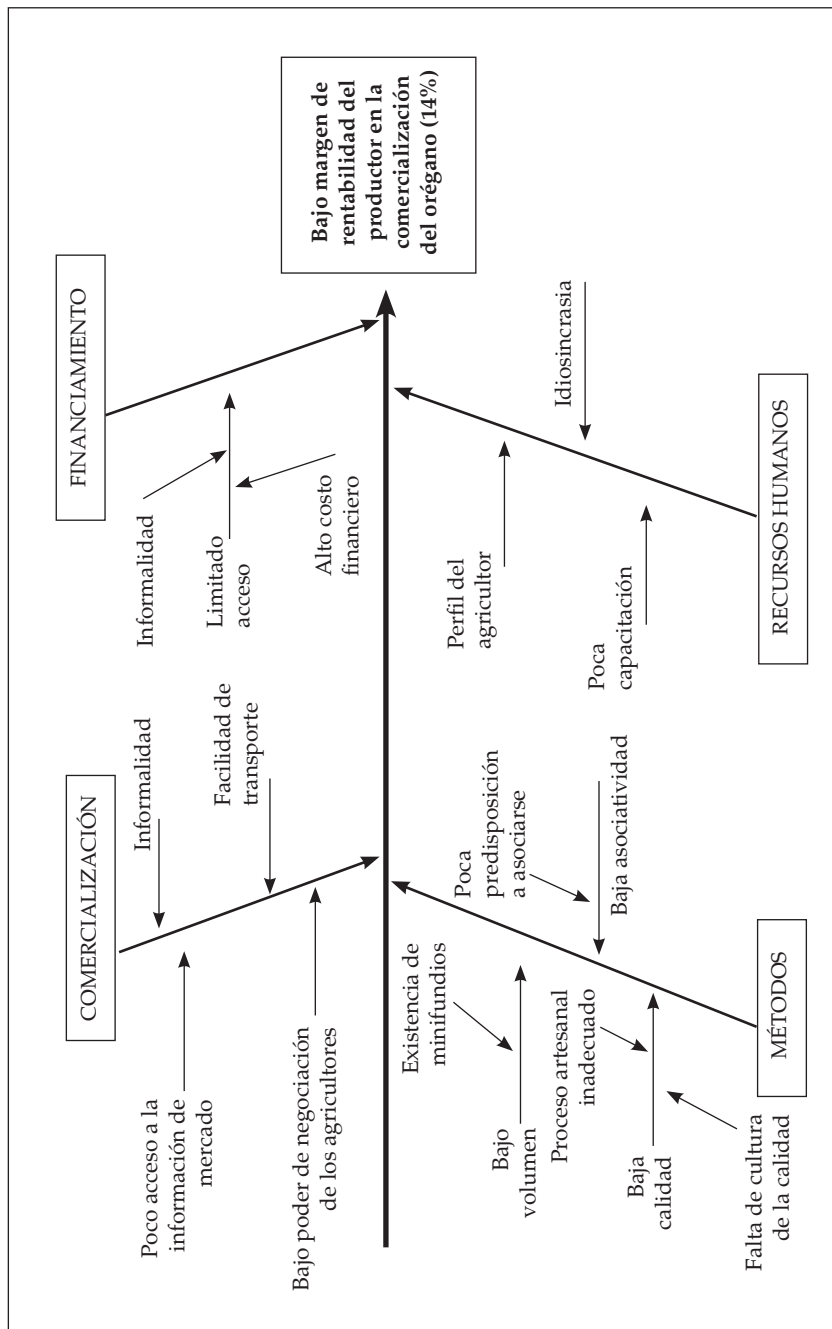 COMERCIALIZACIÓN
FINANCIAMIENTO
Informalidad
Facilidad de
transporte
Poco acceso a la
información de
mercado
Bajo poder de negociación
de los agricultores
Informalidad
Limitado
acceso
Alto costo
financiero
Bajo margen de
rentabilidad del
productor en la
comercialización
del orégano (14%)
Existencia de
minifundios
Bajo
volumen
Proceso artesanal
inadecuado
Baja
calidad
Falta de cultura
de la calidad
Poca
predisposición
a asociarse
Baja asociatividad
Perfil del
agricultor
Idiosincrasia
Poca
capacitación
MÉTODOS
RECURSOS HUMANOS